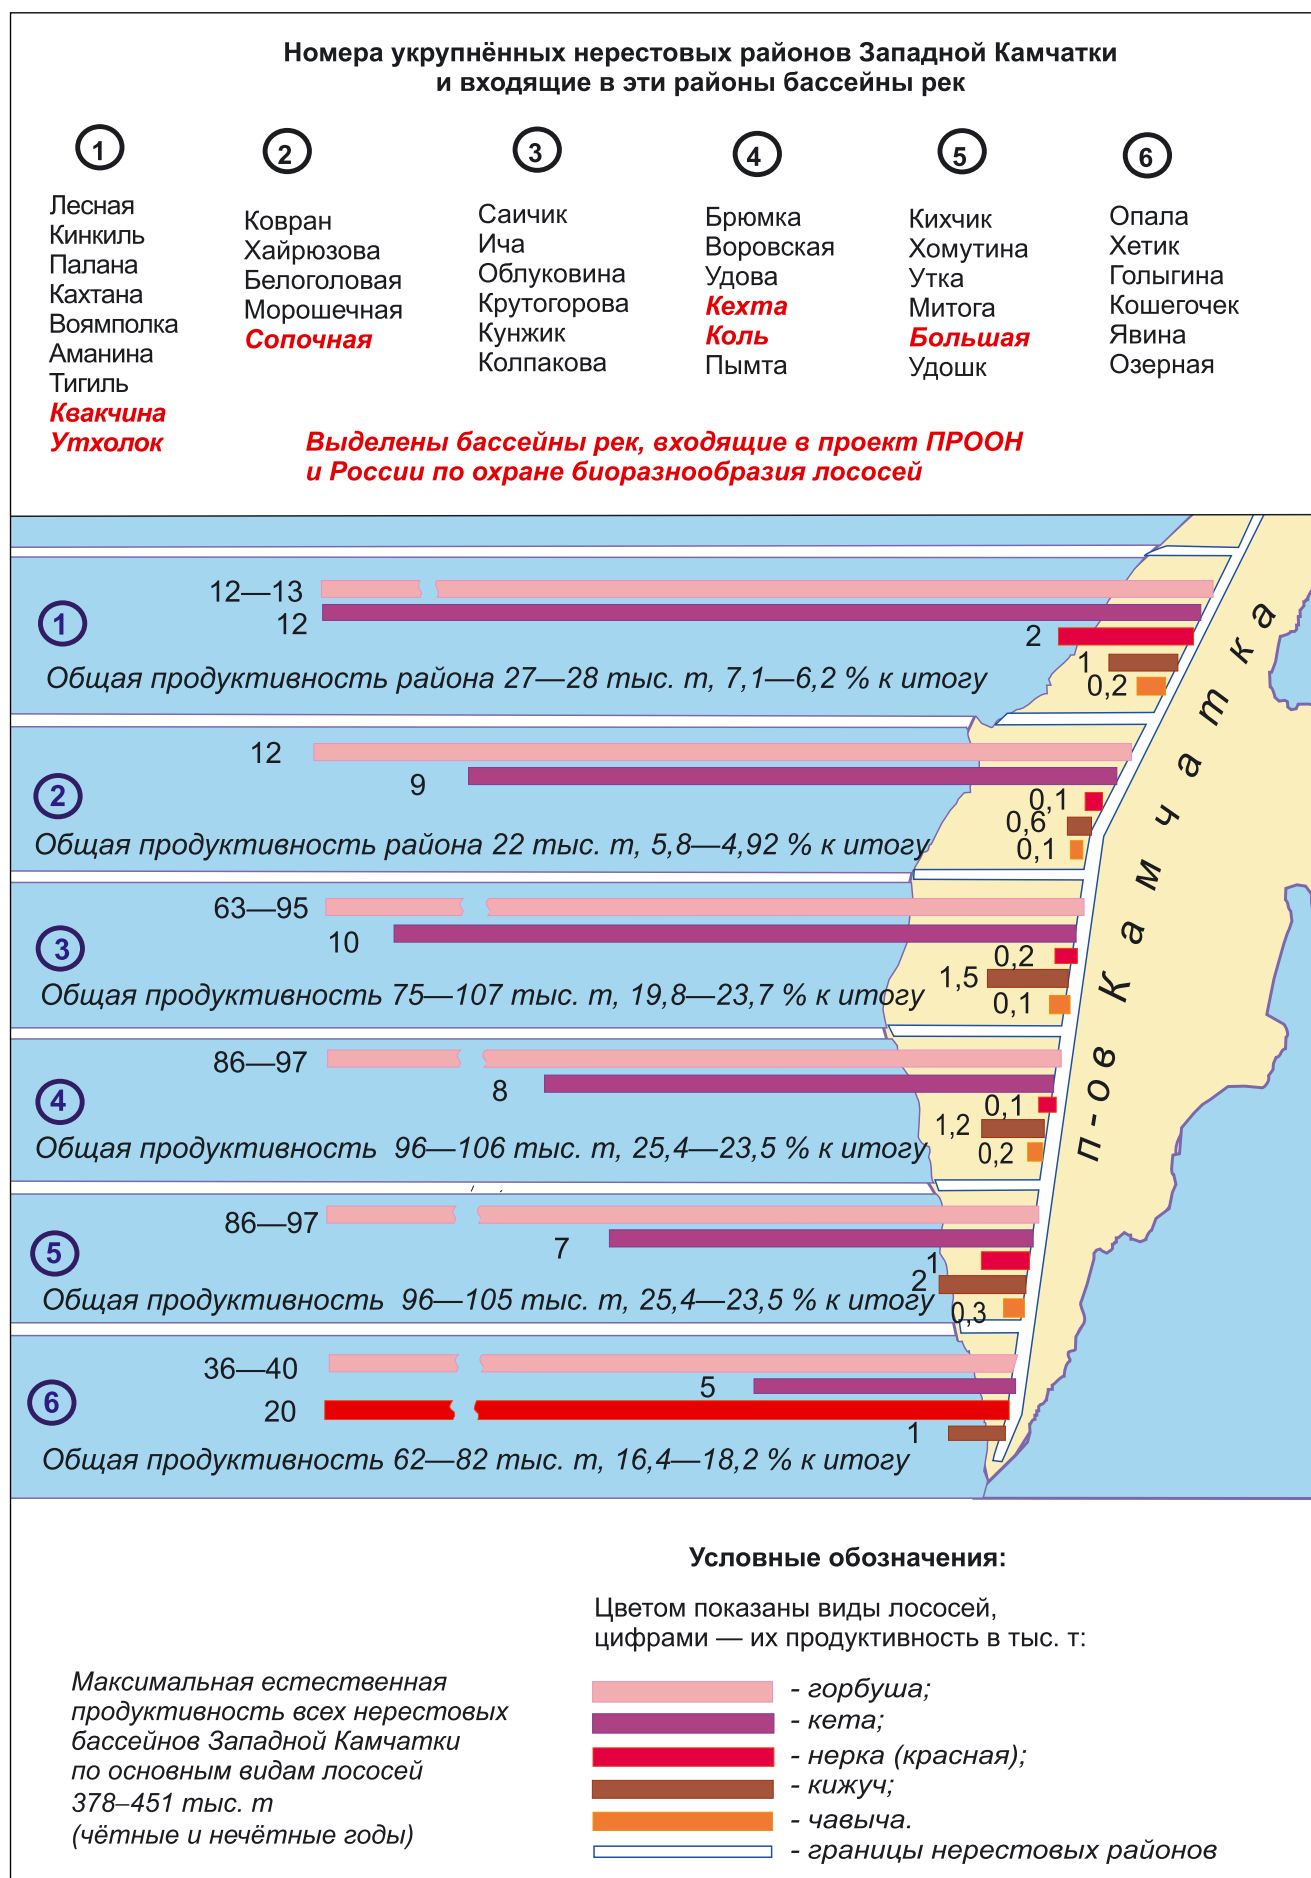 Номера укрупнённых нерестовых районов Западной Камчатки
и входящие в эти районы бассейны рек
1
Лесная
Кинкиль
Палана
Кахтана
Воямполка
Аманина
Тигиль
Квакчина
Утхолок
2
Ковран
Хайрюзова
Белоголовая
Морошечная
Сопочная
3
Саичик
Ича
Облуковина
Крутогорова
Кунжик
Колпакова
4
Брюмка
Воровская
Удова
Кехта
Коль
Пымта
5
Кихчик
Хомутина
Утка
Митога
Большая
Удошк
6
Опала
Хетик
Голыгина
Кошегочек
Явина
Озерная
Выделены бассейны рек, входящие в проект ПРООН
и России по охране биоразнообразия лососей
1
12—13
12
2
1
0,2
Общая продуктивность района 27—28 тыс. т, 7,1—6,2 % к итогу
2
12
9
0,1
0,6
0,1
Общая продуктивность района 22 тыс. т, 5,8—4,92 % к итогу
3
63—95
10
0,2
1,5
0,1
Общая продуктивность 75—107 тыс. т, 19,8—23,7 % к итогу
4
86—97
8
0,1
1,2
0,2
Общая продуктивность 96—106 тыс. т, 25,4—23,5 % к итогу
5
86—97
7
1
2
0,3
Общая продуктивность 96—105 тыс. т, 25,4—23,5 % к итогу
6
36—40
5
20
1
Общая продуктивность 62—82 тыс. т, 16,4—18,2 % к итогу
п-ов Камчатка
Условные обозначения:
Цветом показаны виды лососей,
цифрами — их продуктивность в тыс. т:
- горбуша;
- кета;
- нерка (красная);
- кижуч;
- чавыча.
- границы нерестовых районов
Максимальная естественная
продуктивность всех нерестовых
бассейнов Западной Камчатки
по основным видам лососей
378–451 тыс. т
(чётные и нечётные годы)